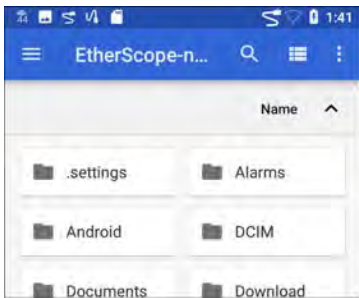 1:41
EtherScope-n...
Name
.settings
Alarms
Android
DCIM
Documents
Download